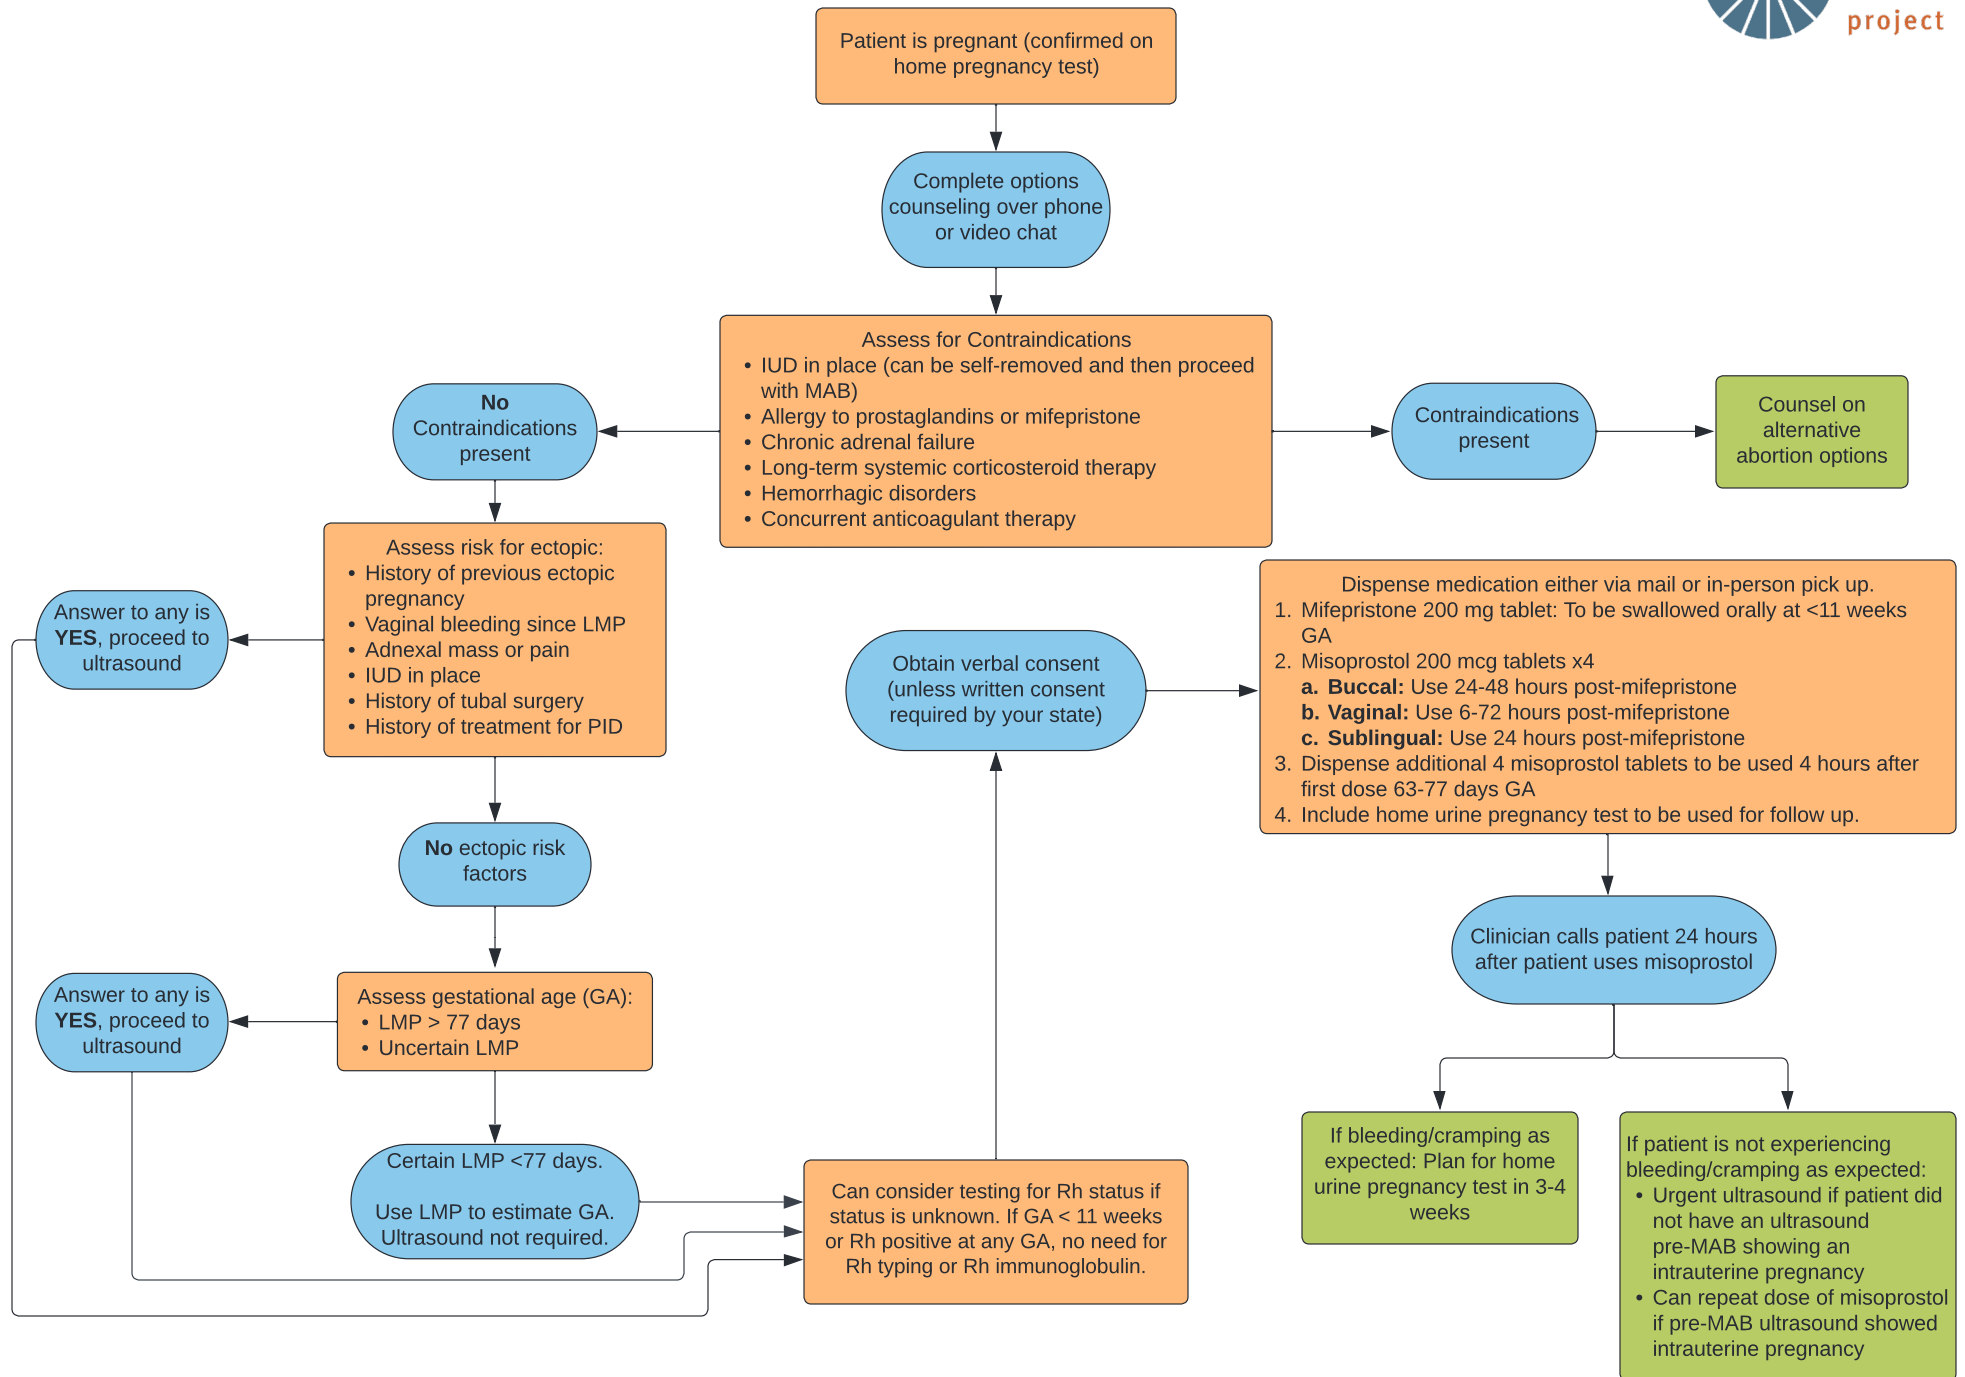 project
Patient is pregnant (confirmed on
home pregnancy test)
Complete options
counseling over phone
or video chat
Assess for Contraindications
• IUD in place (can be self-removed and then proceed
with MAB)
• Allergy to prostaglandins or mifepristone
• Chronic adrenal failure
• Long-term systemic corticosteroid therapy
• Hemorrhagic disorders
• Concurrent anticoagulant therapy
No
Contraindications
present
Contraindications
present
Counsel on
alternative
abortion options
Assess risk for ectopic:
• History of previous ectopic
pregnancy
• Vaginal bleeding since LMP
• Adnexal mass or pain
• IUD in place
• History of tubal surgery
• History of treatment for PID
Answer to any is
YES, proceed to
ultrasound
No ectopic risk
factors
Assess gestational age (GA):
• LMP > 77 days
• Uncertain LMP
Answer to any is
YES, proceed to
ultrasound
Certain LMP <77 days.
Use LMP to estimate GA.
Ultrasound not required.
Can consider testing for Rh status if
status is unknown. If GA < 11 weeks
or Rh positive at any GA, no need for
Rh typing or Rh immunoglobulin.
Obtain verbal consent
(unless written consent
required by your state)
Dispense medication either via mail or in-person pick up.
1. Mifepristone 200 mg tablet: To be swallowed orally at <11 weeks
GA
2. Misoprostol 200 mcg tablets x4
a. Buccal: Use 24-48 hours post-mifepristone
b. Vaginal: Use 6-72 hours post-mifepristone
c. Sublingual: Use 24 hours post-mifepristone
3. Dispense additional 4 misoprostol tablets to be used 4 hours after
first dose 63-77 days GA
4. Include home urine pregnancy test to be used for follow up.
Clinician calls patient 24 hours
after patient uses misoprostol
If bleeding/cramping as
expected: Plan for home
urine pregnancy test in 3-4
weeks
If patient is not experiencing
bleeding/cramping as expected:
• Urgent ultrasound if patient did
not have an ultrasound
pre-MAB showing an
intrauterine pregnancy
• Can repeat dose of misoprostol
if pre-MAB ultrasound showed
intrauterine pregnancy